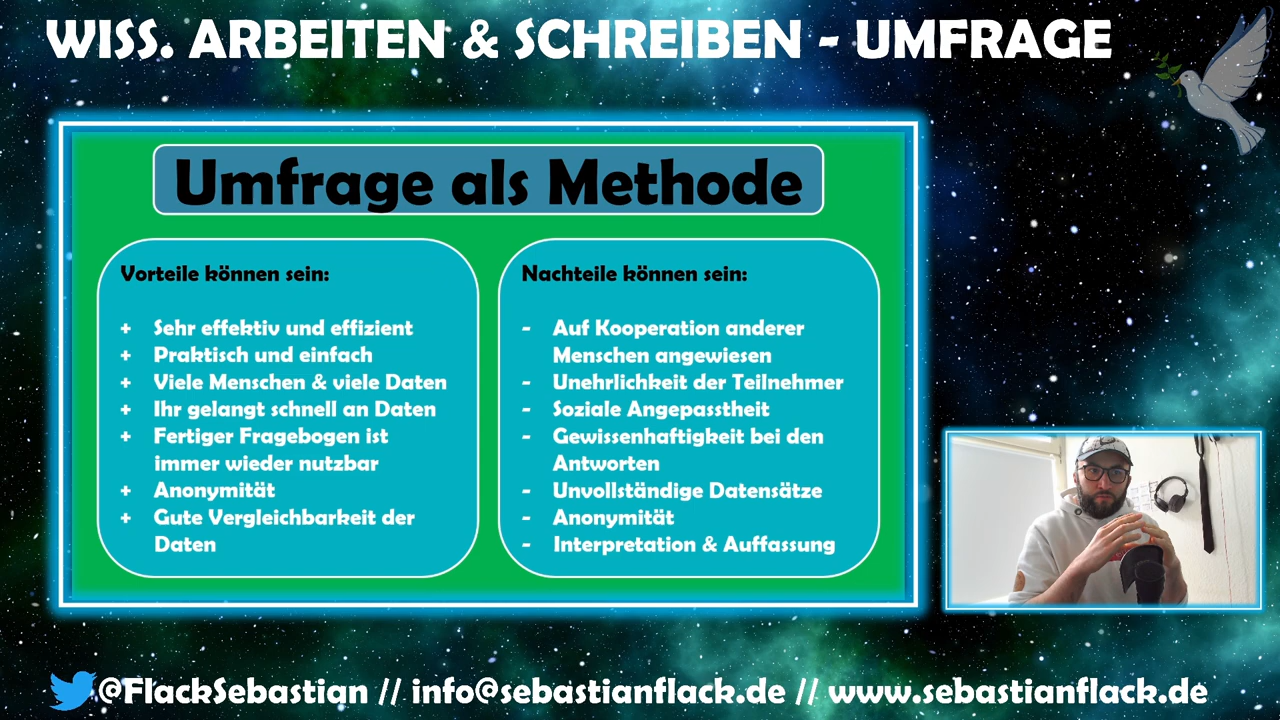 WISS. ARBEITEN & SCHREIBEN - UMFRAGE
Umfrage als Methode
Vorteile können sein:
+ Sehr effektiv und effizient
+ Praktisch und einfach
+ Viele Menschen & viele Daten
+ Ihr gelangt schnell an Daten
+ Fertiger Fragebogen ist
immer wieder nutzbar
+ Anonymität
+ Gute Vergleichbarkeit der
Daten
Nachteile können sein:
- Auf Kooperation anderer
Menschen angewiesen
- Unehrlichkeit der Teilnehmer
- Soziale Angepasstheit
- Gewissenhaftigkeit bei den
Antworten
- Unvollständige Datensätze
- Anonymität
- Interpretation & Auffassung
@FlackSebastian // info@sebastianflack.de // www.sebastianflack.de